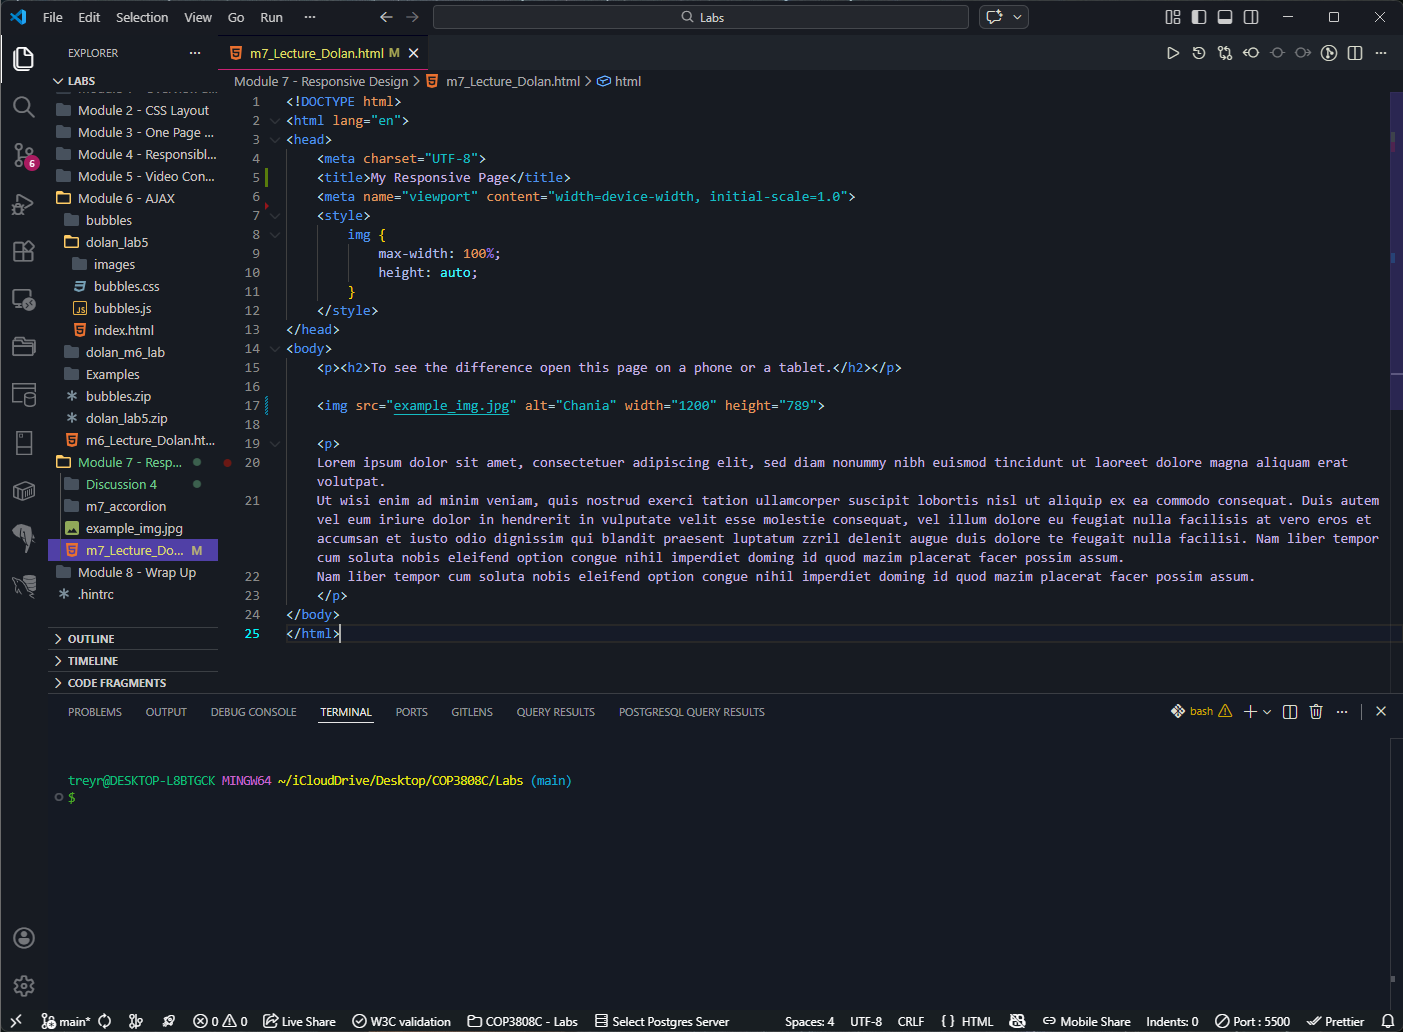 File Edit Selection View Go Run ··· Labs
EXPLORER ···
LABS
Module 2 - CSS Layout
Module 3 - One Page ...
Module 4 - Responsibl...
Module 5 - Video Con...
Module 6 - AJAX
bubbles
dolan_lab5
images
bubbles.css
bubbles.js
index.html
dolan_m6_lab
Examples
bubbles.zip
dolan_lab5.zip
m6_Lecture_Dolan.ht...
Module 7 - Resp...
Discussion 4
m7_accordion
example_img.jpg
m7_Lecture_Do... M
Module 8 - Wrap Up
.hintrc
OUTLINE
TIMELINE
CODE FRAGMENTS
6
m7_Lecture_Dolan.html M
Module 7 - Responsive Design > m7_Lecture_Dolan.html > html
1 <!DOCTYPE html>
2 <html lang="en">
3 <head>
4 <meta charset="UTF-8">
5 <title>My Responsive Page</title>
6 <meta name="viewport" content="width=device-width, initial-scale=1.0">
7 <style>
8 img {
9 max-width: 100%;
10 height: auto;
11 }
12 </style>
13 </head>
14 <body>
15 <p><h2>To see the difference open this page on a phone or a tablet.</h2></p>
16
17 <img src="example_img.jpg" alt="Chania" width="1200" height="789">
18
19 <p>
20 Lorem ipsum dolor sit amet, consectetuer adipiscing elit, sed diam nonummy nibh euismod tincidunt ut laoreet dolore magna aliquam erat
volutpat.
21 Ut wisi enim ad minim veniam, quis nostrud exerci tation ullamcorper suscipit lobortis nisl ut aliquip ex ea commodo consequat. Duis autem
vel eum iriure dolor in hendrerit in vulputate velit esse molestie consequat, vel illum dolore eu feugiat nulla facilisis at vero eros et
accumsan et iusto odio dignissim qui blandit praesent luptatum zzril delenit augue duis dolore te feugait nulla facilisi. Nam liber tempor
cum soluta nobis eleifend option congue nihil imperdiet doming id quod mazim placerat facer possim assum.
22 Nam liber tempor cum soluta nobis eleifend option congue nihil imperdiet doming id quod mazim placerat facer possim assum.
23 </p>
24 </body>
25 </html>
PROBLEMS OUTPUT DEBUG CONSOLE TERMINAL PORTS GITLENS QUERY RESULTS POSTGRESQL QUERY RESULTS bash
treyr@DESKTOP-L8BTGCK MINGW64 ~/iCloudDrive/Desktop/COP3808C/Labs (main)
$
main* 0 0 Live Share W3C validation COP3808C - Labs Select Postgres Server Spaces: 4 UTF-8 CRLF { } HTML Mobile Share Indents: 0 Port : 5500 Prettier